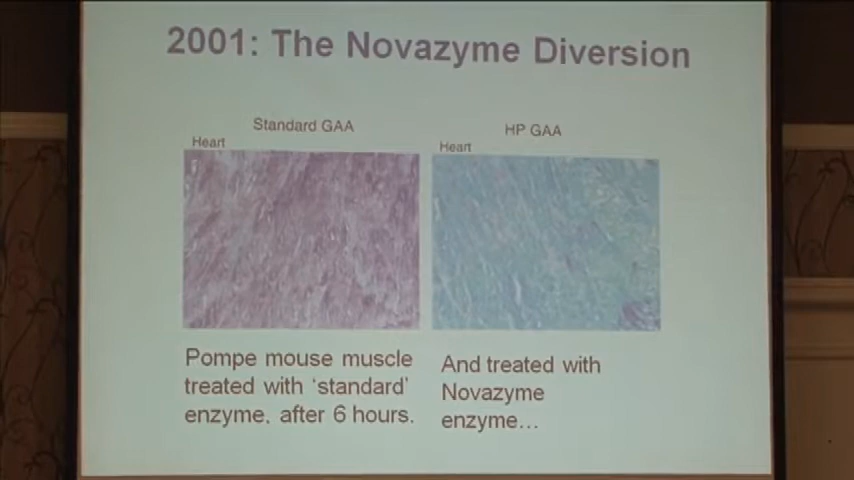 2001: The Novazyme Diversion
Standard GAA
HP GAA
Heart
Heart
Pompe mouse muscle
treated with ‘standard’
enzyme, after 6 hours.
And treated with
Novazyme
enzyme…